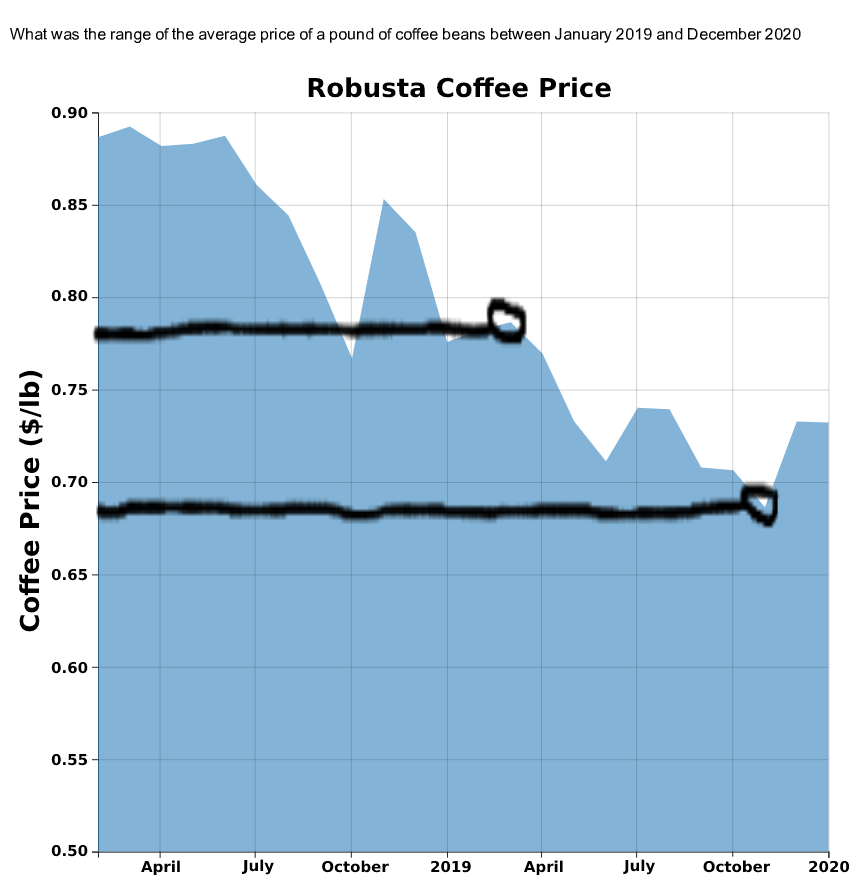 What was the range of the average price of a pound of coffee beans between January 2019 and December 2020
Robusta Coffee Price
0.90
0.85
0.80
0.75
0.70
0.65
0.60
0.55
0.50
Coffee Price ($/lb)
April July October 2019 April July October 2020